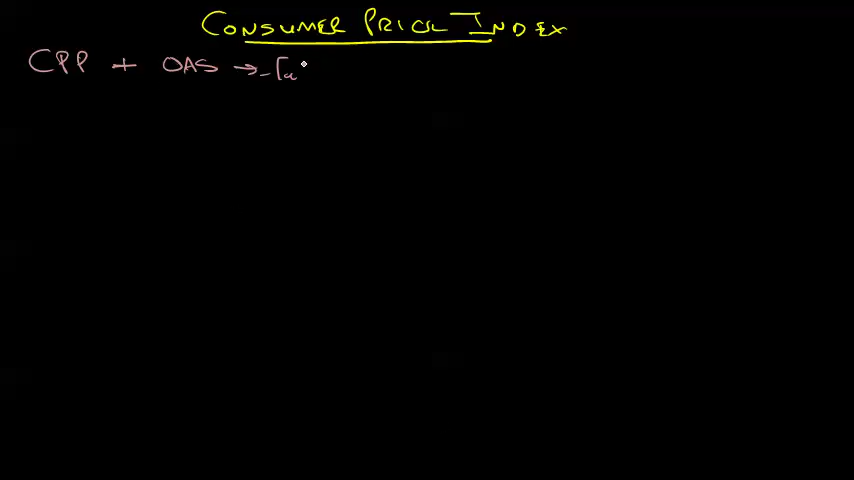 CONSUMER PRICE INDEX
CPP + OAS →